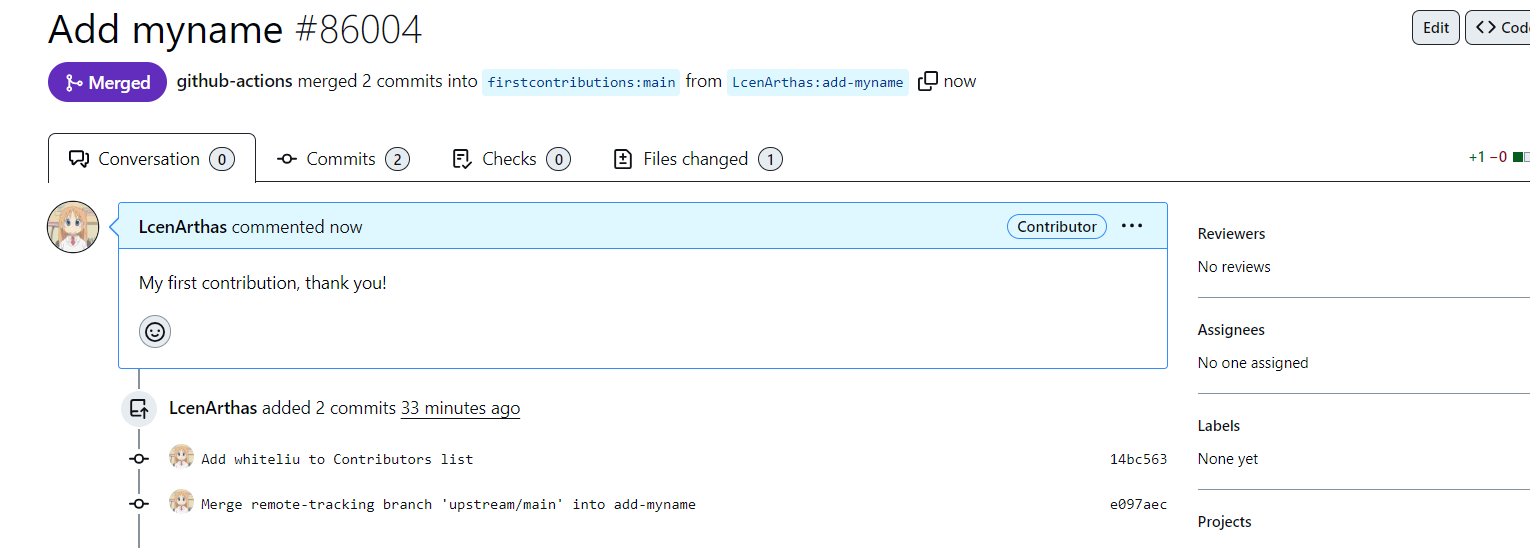 Add myname #86004
Edit
<> Code
Merged github-actions merged 2 commits into firstcontributions:main from LcenArthas:add-myname now
Conversation 0 Commits 2 Checks 0 Files changed 1
+1 −0
LcenArthas commented now
Contributor
My first contribution, thank you!
Reviewers
No reviews
Assignees
No one assigned
LcenArthas added 2 commits 33 minutes ago
Labels
None yet
Add whiteliu to Contributors list 14bc563
Merge remote-tracking branch 'upstream/main' into add-myname e097aec
Projects